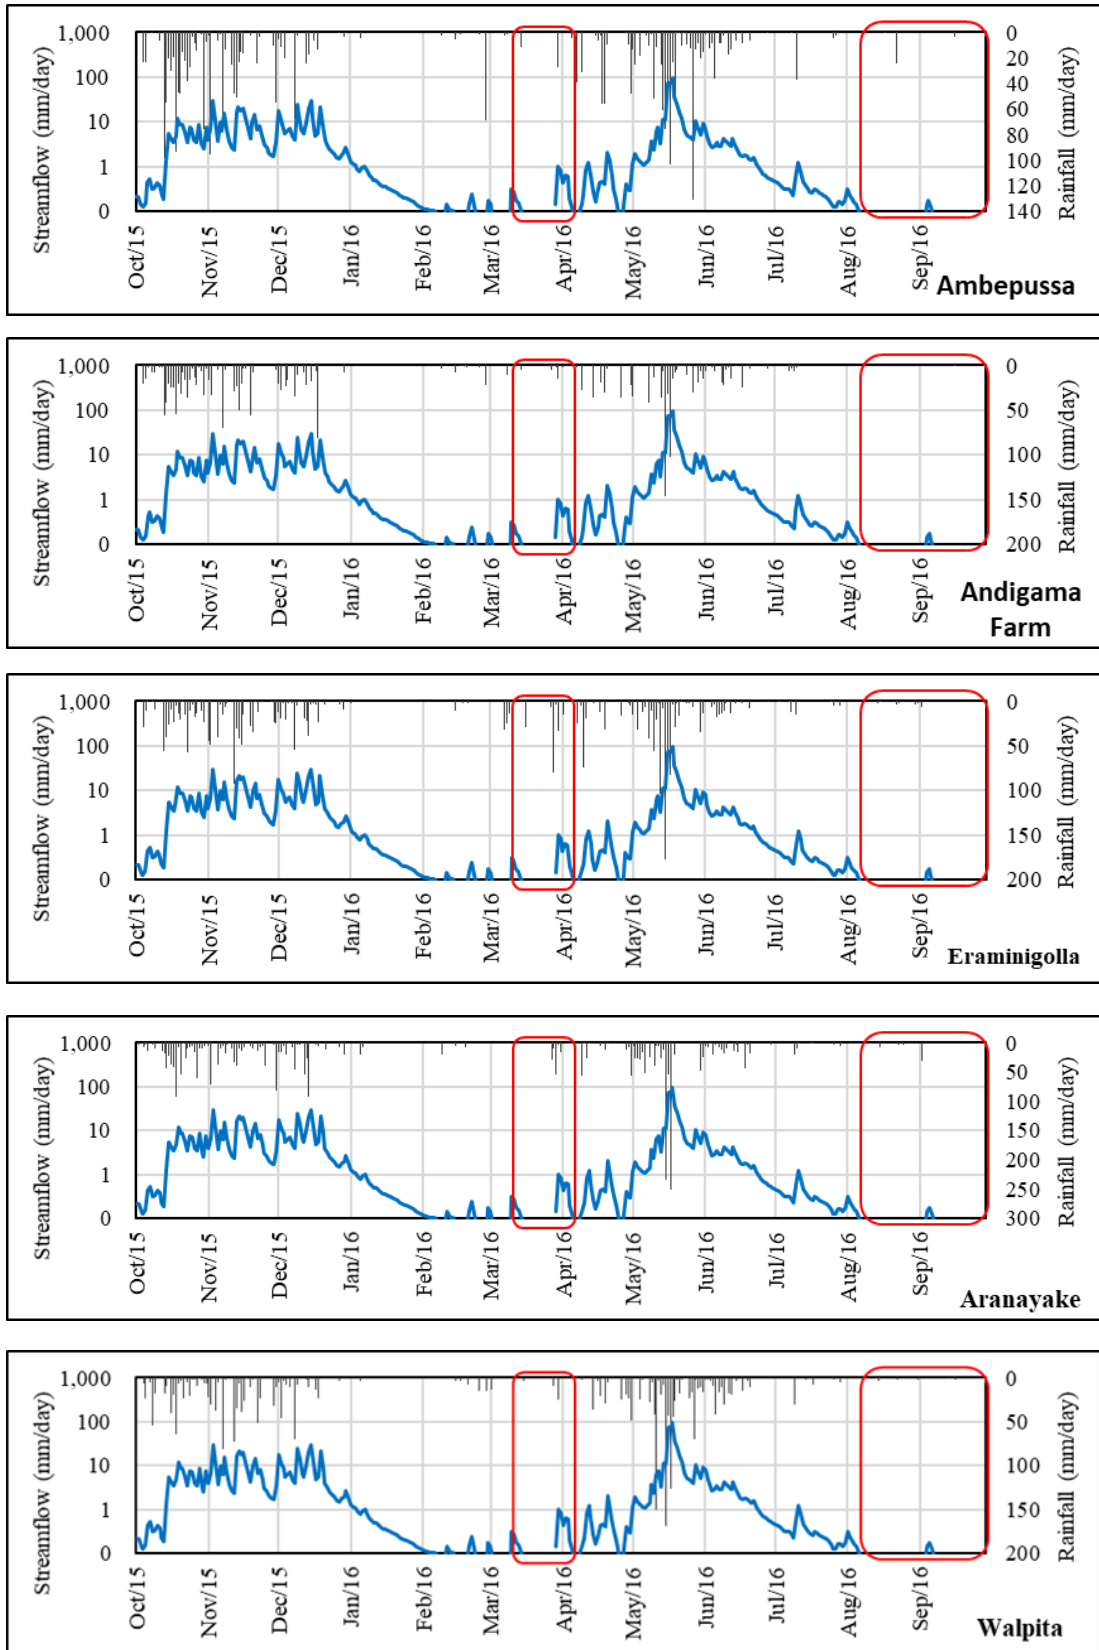 1,000
100
10
1
0
Streamflow (mm/day)
0
20
40
60
80
100
120
140
Rainfall (mm/day)
Oct/15
Nov/15
Dec/15
Jan/16
Feb/16
Mar/16
Apr/16
May/16
Jun/16
Jul/16
Aug/16
Sep/16
Ambepussa
1,000
100
10
1
0
Streamflow (mm/day)
0
50
100
150
200
Rainfall (mm/day)
Oct/15
Nov/15
Dec/15
Jan/16
Feb/16
Mar/16
Apr/16
May/16
Jun/16
Jul/16
Aug/16
Sep/16
Andigama
Farm
1,000
100
10
1
0
Streamflow (mm/day)
0
50
100
150
200
Rainfall (mm/day)
Oct/15
Nov/15
Dec/15
Jan/16
Feb/16
Mar/16
Apr/16
May/16
Jun/16
Jul/16
Aug/16
Sep/16
Eraminigolla
1,000
100
10
1
0
Streamflow (mm/day)
0
50
100
150
200
250
300
Rainfall (mm/day)
Oct/15
Nov/15
Dec/15
Jan/16
Feb/16
Mar/16
Apr/16
May/16
Jun/16
Jul/16
Aug/16
Sep/16
Aranayake
1,000
100
10
1
0
Streamflow (mm/day)
0
50
100
150
200
Rainfall (mm/day)
Oct/15
Nov/15
Dec/15
Jan/16
Feb/16
Mar/16
Apr/16
May/16
Jun/16
Jul/16
Aug/16
Sep/16
Walpita